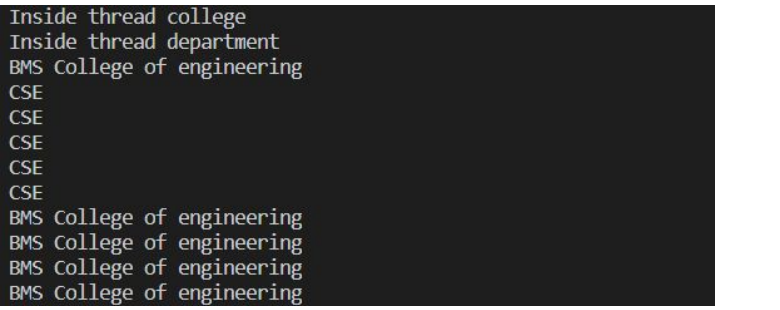 Inside thread college
Inside thread department
BMS College of engineering
CSE
CSE
CSE
CSE
CSE
BMS College of engineering
BMS College of engineering
BMS College of engineering
BMS College of engineering